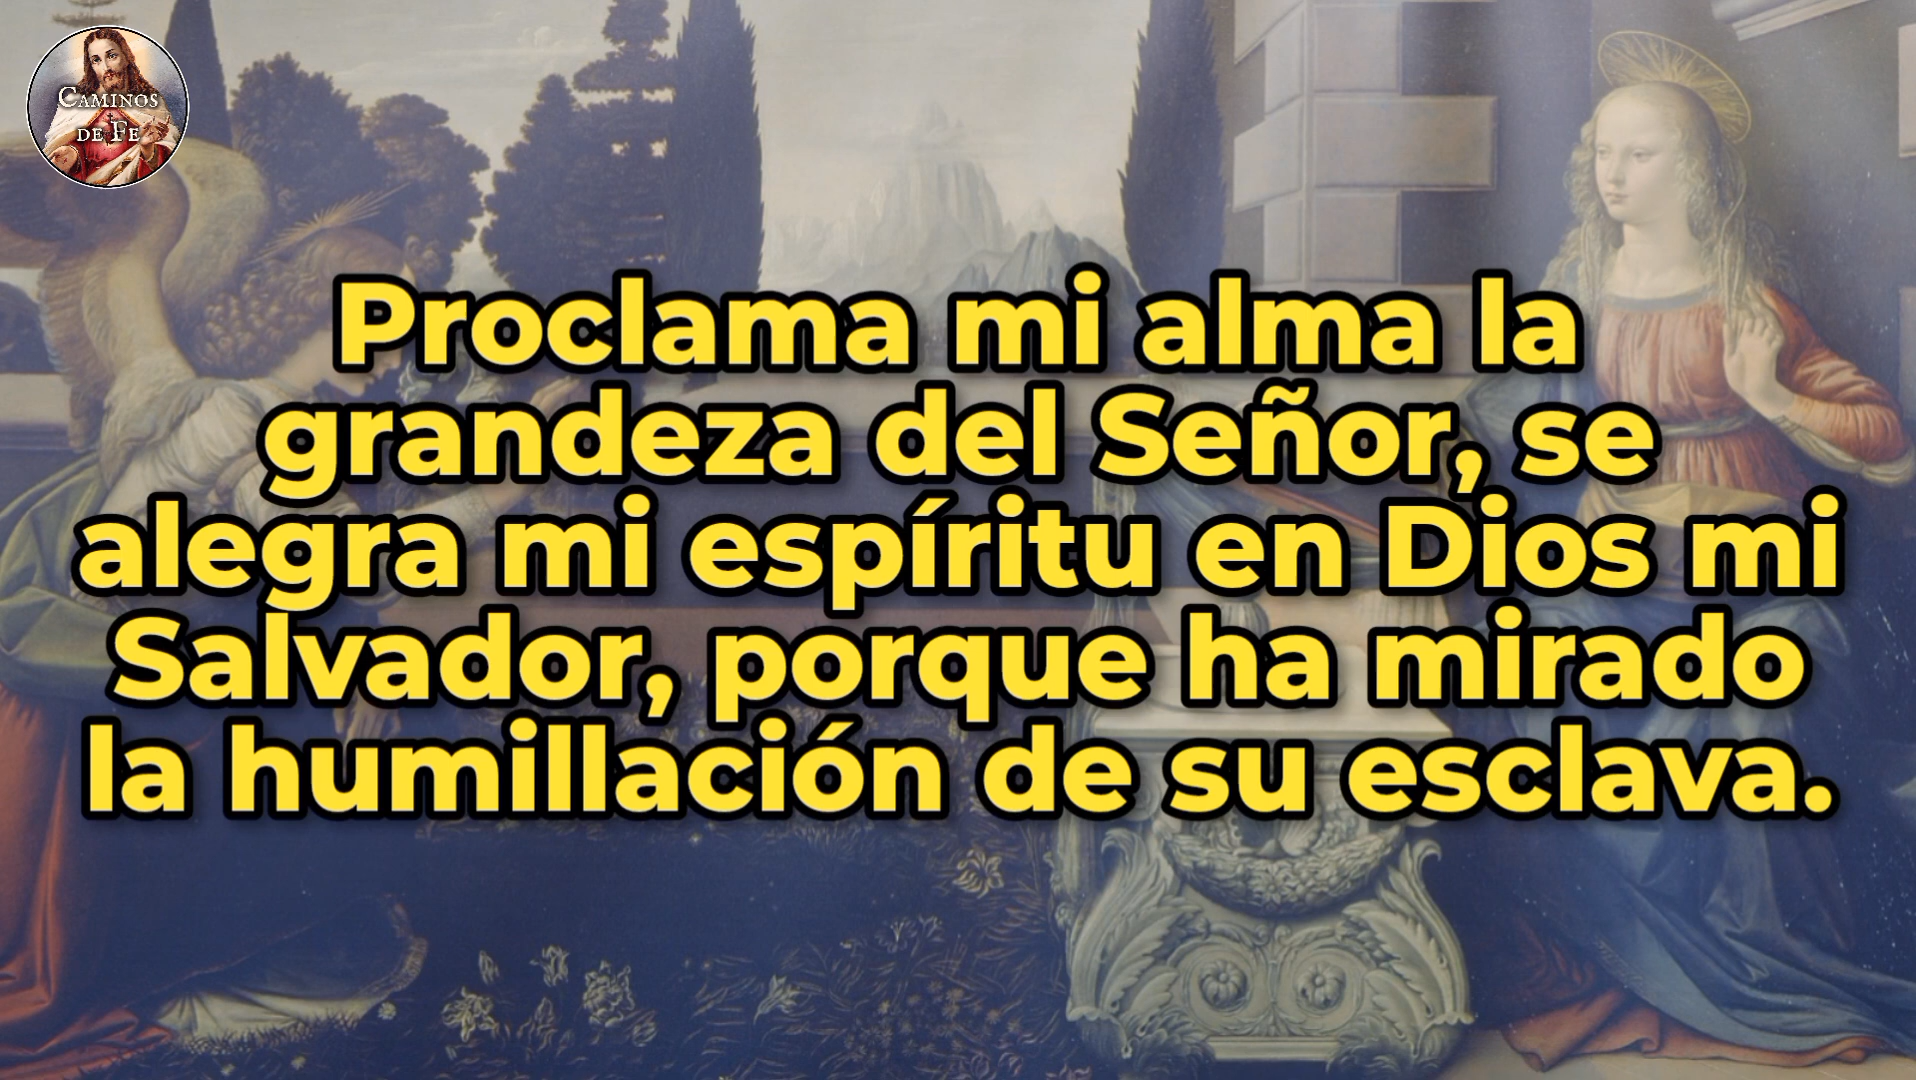 CAMINOS
DE FE
Proclama mi alma la
grandeza del Señor, se
alegra mi espíritu en Dios mi
Salvador, porque ha mirado
la humillación de su esclava.